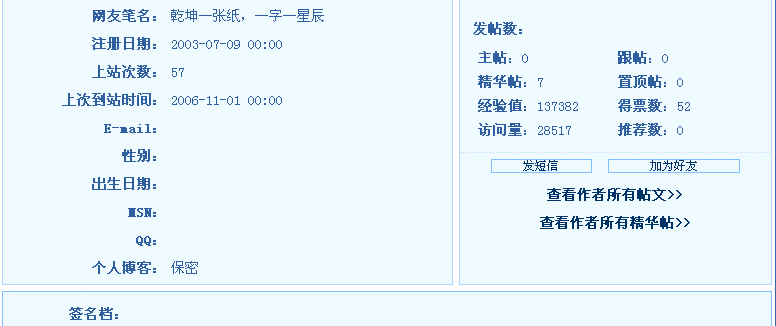 网友笔名： 乾坤一张纸，一字一星辰
注册日期： 2003-07-09 00:00
上站次数： 57
上次到站时间： 2006-11-01 00:00
E-mail：
性别：
出生日期：
MSN：
QQ：
个人博客： 保密
发帖数：
主帖：0 跟帖：0
精华帖：7 置顶帖：0
经验值：137382 得票数：52
访问量：28517 推荐数：0
发短信 加为好友
查看作者所有帖文>>
查看作者所有精华帖>>
签名档：